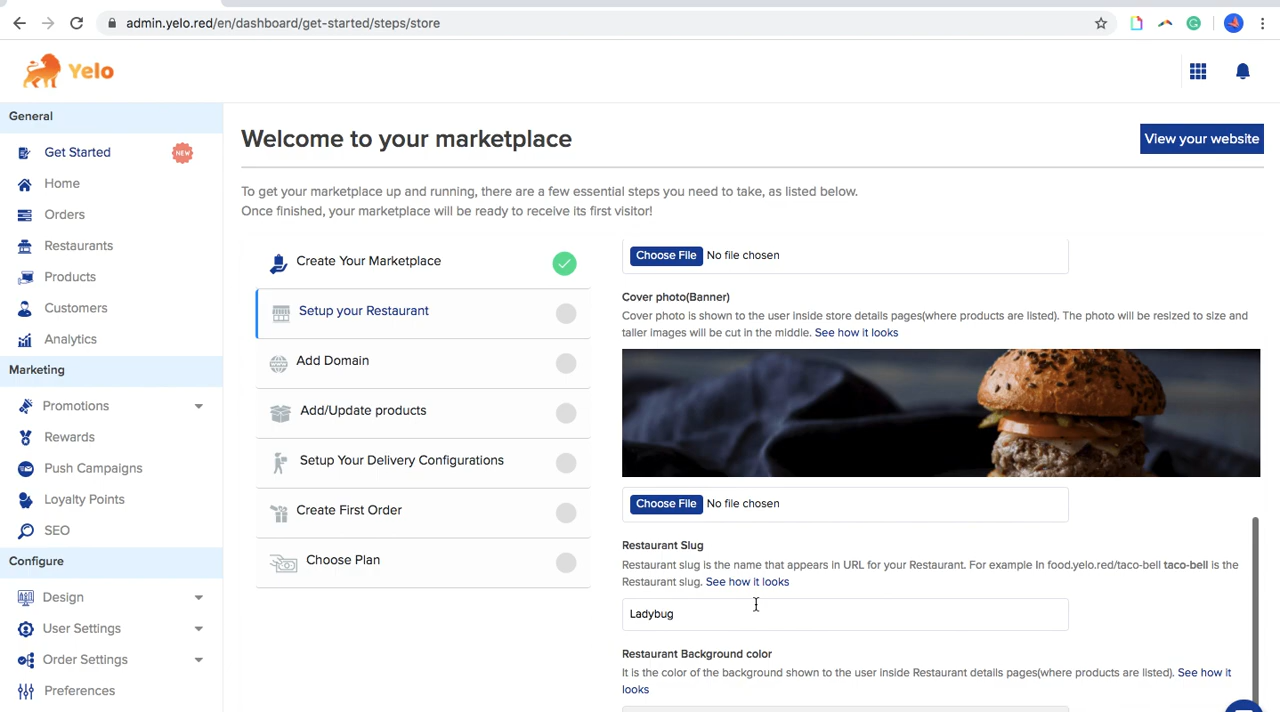 admin.yelo.red/en/dashboard/get-started/steps/store
Yelo
General
Get Started
NEW
Home
Orders
Restaurants
Products
Customers
Analytics
Marketing
Promotions
Rewards
Push Campaigns
Loyalty Points
SEO
Configure
Design
User Settings
Order Settings
Preferences
Welcome to your marketplace
View your website
To get your marketplace up and running, there are a few essential steps you need to take, as listed below.
Once finished, your marketplace will be ready to receive its first visitor!
Create Your Marketplace
Setup your Restaurant
Add Domain
Add/Update products
Setup Your Delivery Configurations
Create First Order
Choose Plan
Choose File No file chosen
Cover photo(Banner)
Cover photo is shown to the user inside store details pages(where products are listed). The photo will be resized to size and
taller images will be cut in the middle. See how it looks
Choose File No file chosen
Restaurant Slug
Restaurant slug is the name that appears in URL for your Restaurant. For example In food.yelo.red/taco-bell taco-bell is the
Restaurant slug. See how it looks
Ladybug
Restaurant Background color
It is the color of the background shown to the user inside Restaurant details pages(where products are listed). See how it
looks